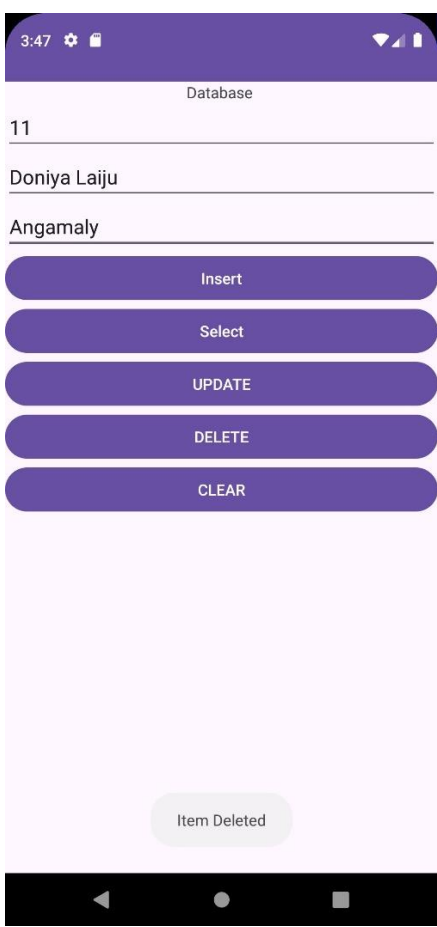 3:47
Database
11
Doniya Laiju
Angamaly
Insert
Select
UPDATE
DELETE
CLEAR
Item Deleted